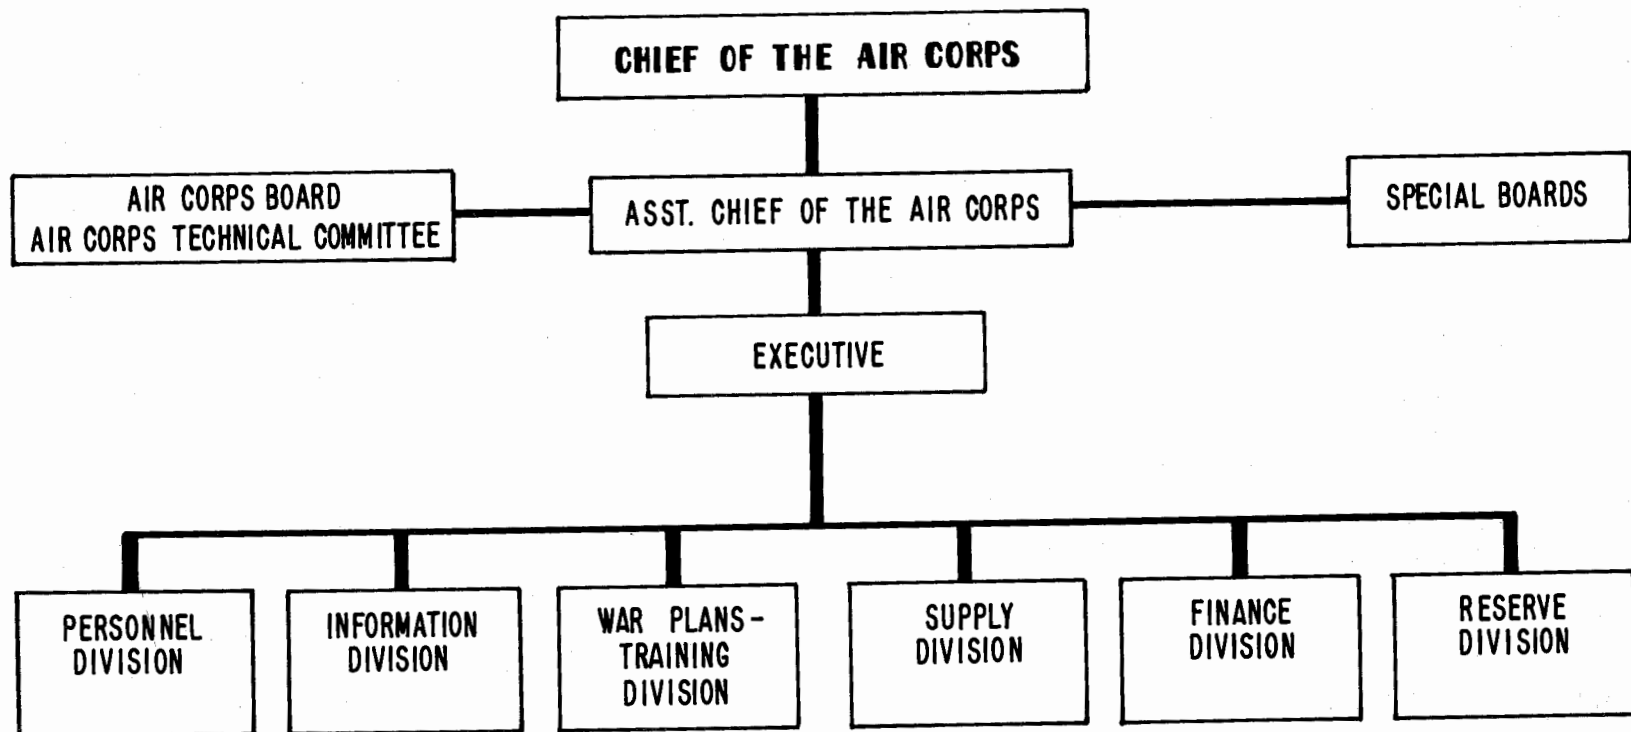 CHIEF OF THE AIR CORPS
AIR CORPS BOARD
AIR CORPS TECHNICAL COMMITTEE
ASST. CHIEF OF THE AIR CORPS
SPECIAL BOARDS
EXECUTIVE
PERSONNEL
DIVISION
INFORMATION
DIVISION
WAR PLANS-
TRAINING
DIVISION
SUPPLY
DIVISION
FINANCE
DIVISION
RESERVE
DIVISION